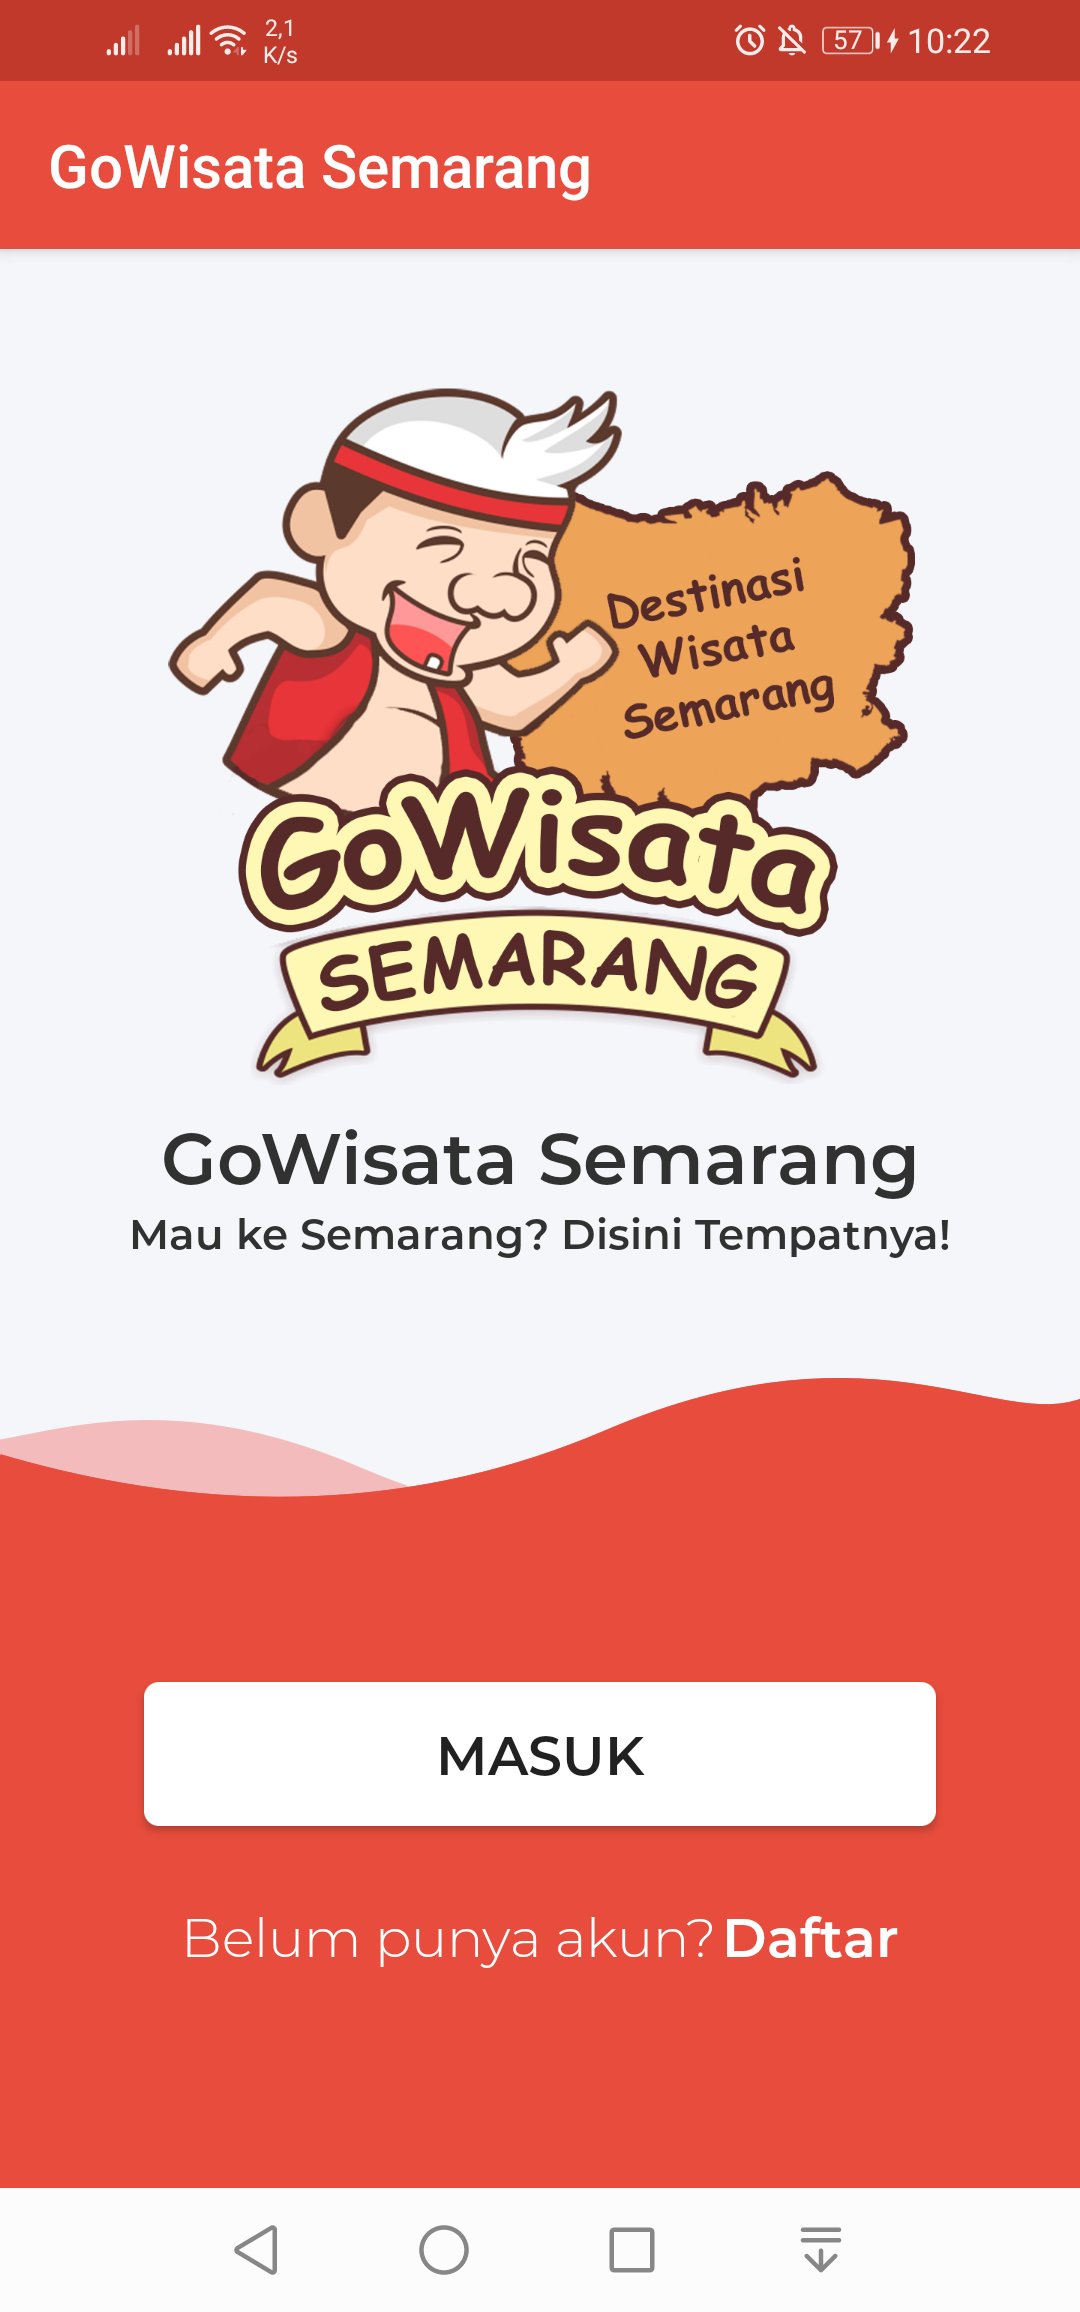 2,1
K/s
57
10:22
GoWisata Semarang
Destinasi
Wisata
Semarang
GoWisata
SEMARANG
GoWisata Semarang
Mau ke Semarang? Disini Tempatnya!
MASUK
Belum punya akun? Daftar